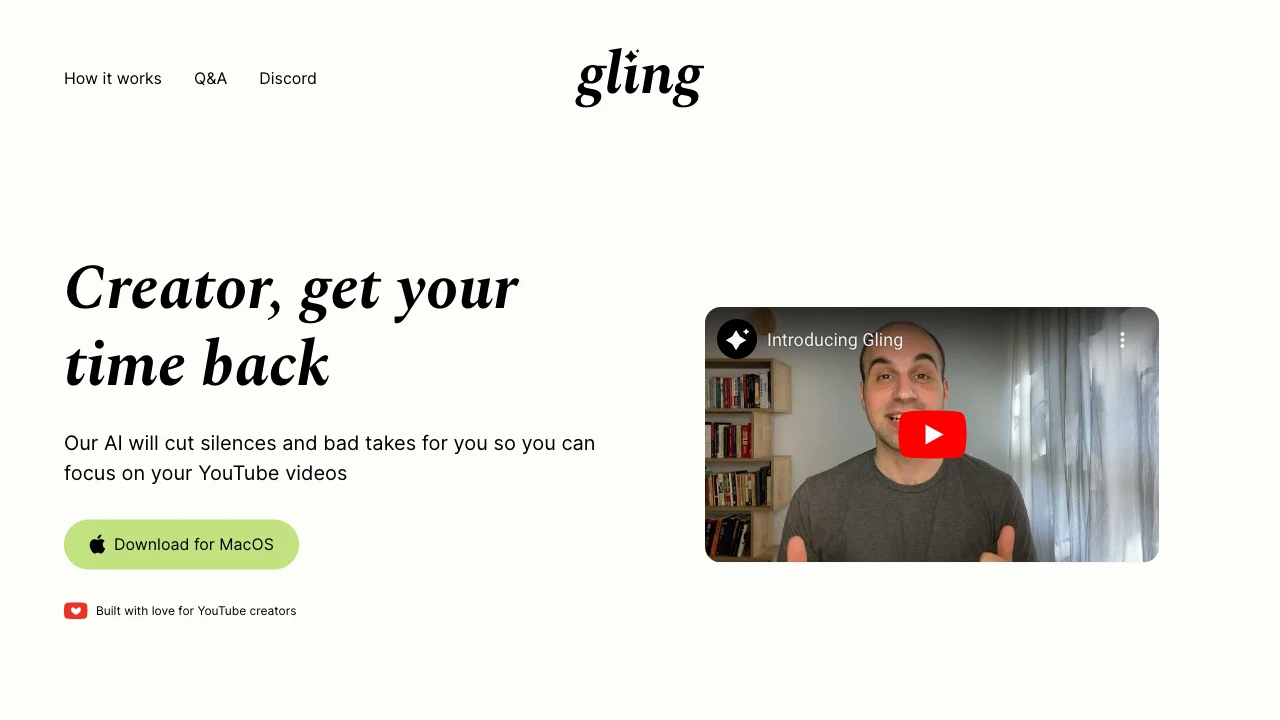 How it works
Q&A
Discord
gling
Creator, get your
time back
Our AI will cut silences and bad takes for you so you can
focus on your YouTube videos
Download for MacOS
Built with love for YouTube creators
Introducing Gling